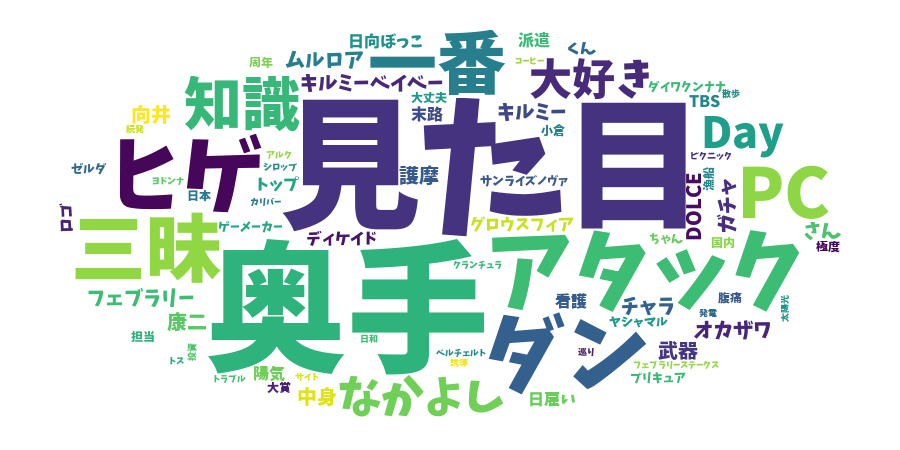 日向ぼっこ
一番
派遣
くん
周年
ムルロア
コーヒー
キルミーベイベー
大好き
ダイワクンナナ
知識
大丈夫
TBS
散歩
向井
末路
キルミー
続発
小倉
Day
見た目
ヒゲ
アルク
ピクニック
ゼルダ
シロップ
護摩
サンライズノヴァ
漁船
ヨドンナ
トップ
日本
カリバー
DOLCE
ガチャ
PC
ロゴ
ゲーメーカー
グロウスフィア
さん
三昧
ディケイド
ちゃん
国内
極度
奥手
アタック
クランチュラ
フェブラリー
看護
チャラ
腹痛
太陽光
康二
ヤシャマル
発電
担当
日和
ダン
オカザワ
トス
投資
ベルチェルト
巡り
武器
フェブラリーステークス
陽気
トラブル
サイト
プリキュア
大賞
中身
なかよし
日雇い